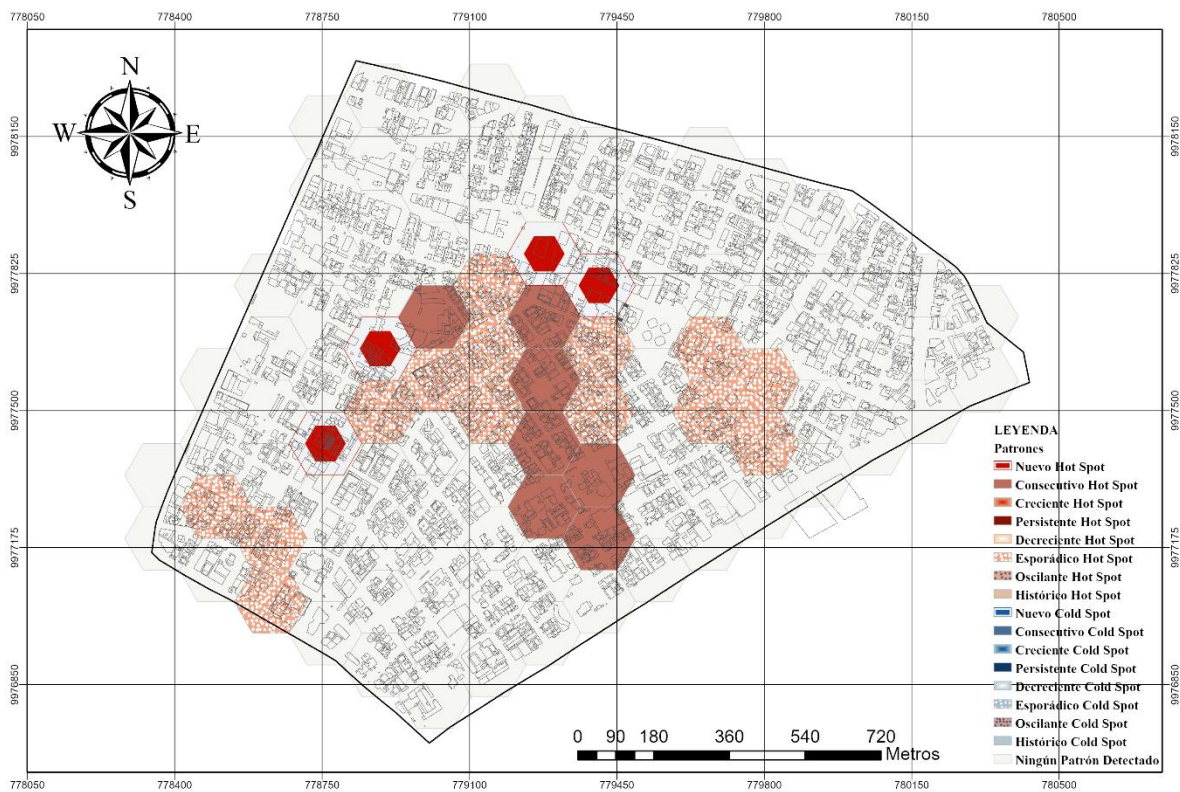 778050 778400 778750 779100 779450 779800 780150 780500
N
W E
S
9978150 9978150
9977825 9977825
9977500 9977500
9977175 9977175
9976850 9976850
LEYENDA
Patrones
Nuevo Hot Spot
Consecutivo Hot Spot
Creciente Hot Spot
Persistente Hot Spot
Decreciente Hot Spot
Esporádico Hot Spot
Oscilante Hot Spot
Histórico Hot Spot
Nuevo Cold Spot
Consecutivo Cold Spot
Creciente Cold Spot
Persistente Cold Spot
Decreciente Cold Spot
Esporádico Cold Spot
Oscilante Cold Spot
Histórico Cold Spot
Ningún Patrón Detectado
0 90 180 360 540 720
Metros
778050 778400 778750 779100 779450 779800 780150 780500